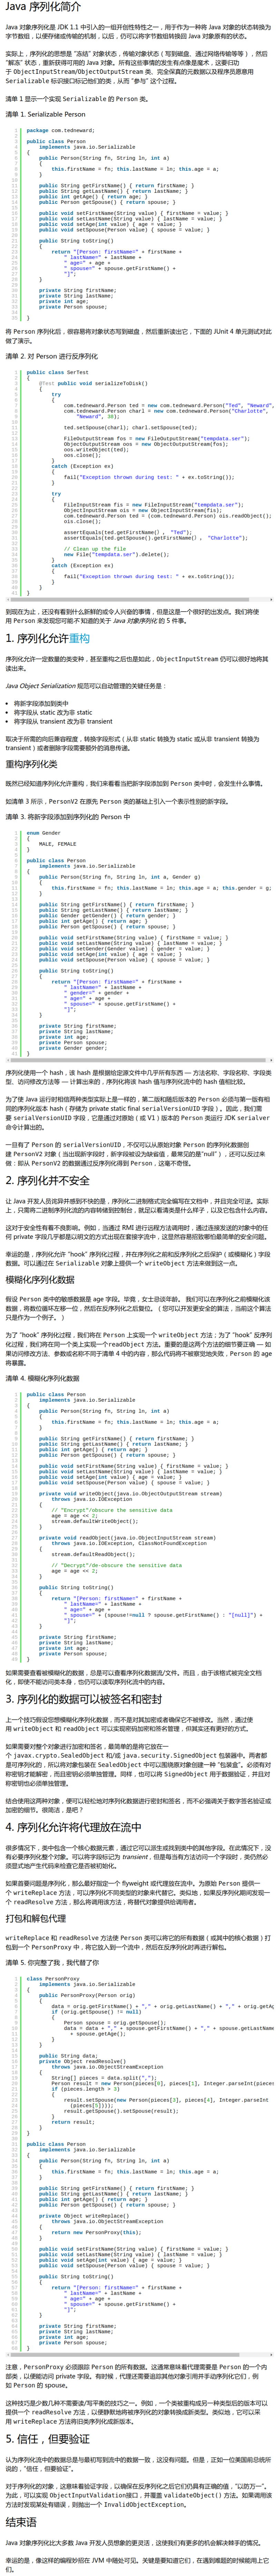 Java 序列化简介
Java 对象序列化是 JDK 1.1 中引入的一组开创性特性之一，用于作为一种将 Java 对象的状态转换为
字节数组，以便存储或传输的机制，以后，仍可以将字节数组转换回 Java 对象原有的状态。
实际上，序列化的思想是 “冻结” 对象状态，传输对象状态（写到磁盘、通过网络传输等等），然后
“解冻” 状态，重新获得可用的 Java 对象。所有这些事情的发生有点像是魔术，这要归功
于 ObjectInputStream/ObjectOutputStream 类、完全保真的元数据以及程序员愿意用
Serializable 标识接口标记他们的类，从而 “参与” 这个过程。
清单 1 显示一个实现 Serializable 的 Person 类。
清单 1. Serializable Person
package com.tedneward;
public class Person
implements java.io.Serializable
{
public Person(String fn, String ln, int a)
{
this.firstName = fn; this.lastName = ln; this.age = a;
}
public String getFirstName() { return firstName; }
public String getLastName() { return lastName; }
public int getAge() { return age; }
public Person getSpouse() { return spouse; }
public void setFirstName(String value) { firstName = value; }
public void setLastName(String value) { lastName = value; }
public void setAge(int value) { age = value; }
public void setSpouse(Person value) { spouse = value; }
public String toString()
{
return "[Person: firstName=" + firstName +
" lastName=" + lastName +
" age=" + age +
" spouse=" + spouse.getFirstName() +
"]";
}
private String firstName;
private String lastName;
private int age;
private Person spouse;
}
将 Person 序列化后，很容易将对象状态写到磁盘，然后重新读出它，下面的 JUnit 4 单元测试对此
做了演示。
清单 2. 对 Person 进行反序列化
public class SerTest
{
@Test public void serializeToDisk()
{
try
{
com.tedneward.Person ted = new com.tedneward.Person("Ted", "Neward",
com.tedneward.Person charl = new com.tedneward.Person("Charlotte",
"Neward", 38);
ted.setSpouse(charl); charl.setSpouse(ted);
FileOutputStream fos = new FileOutputStream("tempdata.ser");
ObjectOutputStream oos = new ObjectOutputStream(fos);
oos.writeObject(ted);
oos.close();
}
catch (Exception ex)
{
fail("Exception thrown during test: " + ex.toString());
}
try
{
FileInputStream fis = new FileInputStream("tempdata.ser");
ObjectInputStream ois = new ObjectInputStream(fis);
com.tedneward.Person ted = (com.tedneward.Person) ois.readObject();
ois.close();
assertEquals(ted.getFirstName(), "Ted");
assertEquals(ted.getSpouse().getFirstName(), "Charlotte");
// Clean up the file
new File("tempdata.ser").delete();
}
catch (Exception ex)
{
fail("Exception thrown during test: " + ex.toString());
}
}
}
到现在为止，还没有看到什么新鲜的或令人兴奋的事情，但是这是一个很好的出发点。我们将使
用 Person 来发现您可能不 知道的关于 Java 对象序列化 的 5 件事。
1. 序列化允许重构
序列化允许一定数量的类变种，甚至重构之后也是如此，ObjectInputStream 仍可以很好地将其
读出来。
Java Object Serialization 规范可以自动管理的关键任务是：
• 将新字段添加到类中
• 将字段从 static 改为非 static
• 将字段从 transient 改为非 transient
取决于所需的向后兼容程度，转换字段形式（从非 static 转换为 static 或从非 transient 转换为
transient）或者删除字段需要额外的消息传递。
重构序列化类
既然已经知道序列化允许重构，我们来看看当把新字段添加到 Person 类中时，会发生什么事情。
如清单 3 所示，PersonV2 在原先 Person 类的基础上引入一个表示性别的新字段。
清单 3. 将新字段添加到序列化的 Person 中
enum Gender
{
MALE, FEMALE
}
public class Person
implements java.io.Serializable
{
public Person(String fn, String ln, int a, Gender g)
{
this.firstName = fn; this.lastName = ln; this.age = a; this.gender = g;
}
public String getFirstName() { return firstName; }
public String getLastName() { return lastName; }
public Gender getGender() { return gender; }
public int getAge() { return age; }
public Person getSpouse() { return spouse; }
public void setFirstName(String value) { firstName = value; }
public void setLastName(String value) { lastName = value; }
public void setGender(Gender value) { gender = value; }
public void setAge(int value) { age = value; }
public void setSpouse(Person value) { spouse = value; }
public String toString()
{
return "[Person: firstName=" + firstName +
" lastName=" + lastName +
" gender=" + gender +
" age=" + age +
" spouse=" + spouse.getFirstName() +
"]";
}
private String firstName;
private String lastName;
private int age;
private Person spouse;
private Gender gender;
}
序列化使用一个 hash，该 hash 是根据给定源文件中几乎所有东西 — 方法名称、字段名称、字段类
型、访问修改方法等 — 计算出来的，序列化将该 hash 值与序列化流中的 hash 值相比较。
为了使 Java 运行时相信两种类型实际上是一样的，第二版和随后版本的 Person 必须与第一版有相
同的序列化版本 hash（存储为 private static final serialVersionUID 字段）。因此，我们需
要 serialVersionUID 字段，它是通过对原始（或 V1）版本的 Person 类运行 JDK serialver
命令计算出的。
一旦有了 Person 的 serialVersionUID，不仅可以从原始对象 Person 的序列化数据创
建 PersonV2 对象（当出现新字段时，新字段被设为缺省值，最常见的是“null”），还可以反过来
做：即从 PersonV2 的数据通过反序列化得到 Person，这毫不奇怪。
2. 序列化并不安全
让 Java 开发人员诧异并感到不快的是，序列化二进制格式完全编写在文档中，并且完全可逆。实际
上，只需将二进制序列化流的内容转储到控制台，就足以看清类是什么样子，以及它包含什么内容。
这对于安全性有着不良影响。例如，当通过 RMI 进行远程方法调用时，通过连接发送的对象中的任
何 private 字段几乎都是以明文的方式出现在套接字流中，这显然容易招致哪怕最简单的安全问题。
幸运的是，序列化允许 “hook” 序列化过程，并在序列化之前和反序列化之后保护（或模糊化）字段
数据。可以通过在 Serializable 对象上提供一个 writeObject 方法来做到这一点。
模糊化序列化数据
假设 Person 类中的敏感数据是 age 字段。毕竟，女士忌谈年龄。 我们可以在序列化之前模糊化该
数据，将数位循环左移一位，然后在反序列化之后复位。（您可以开发更安全的算法，当前这个算法
只是作为一个例子。）
为了 “hook” 序列化过程，我们将在 Person 上实现一个 writeObject 方法；为了 “hook” 反序列
化过程，我们将在同一个类上实现一个readObject 方法。重要的是这两个方法的细节要正确 — 如
果访问修改方法、参数或名称不同于清单 4 中的内容，那么代码将不被察觉地失败，Person 的 age
将暴露。
清单 4. 模糊化序列化数据
public class Person
implements java.io.Serializable
{
public Person(String fn, String ln, int a)
{
this.firstName = fn; this.lastName = ln; this.age = a;
}
public String getFirstName() { return firstName; }
public String getLastName() { return lastName; }
public int getAge() { return age; }
public Person getSpouse() { return spouse; }
public void setFirstName(String value) { firstName = value; }
public void setLastName(String value) { lastName = value; }
public void setAge(int value) { age = value; }
public void setSpouse(Person value) { spouse = value; }
private void writeObject(java.io.ObjectOutputStream stream)
throws java.io.IOException
{
// "Encrypt"/obscure the sensitive data
age = age << 2;
stream.defaultWriteObject();
}
private void readObject(java.io.ObjectInputStream stream)
throws java.io.IOException, ClassNotFoundException
{
stream.defaultReadObject();
// "Decrypt"/de-obscure the sensitive data
age = age << 2;
}
public String toString()
{
return "[Person: firstName=" + firstName +
" lastName=" + lastName +
" age=" + age +
" spouse=" + (spouse!=null ? spouse.getFirstName() : "[null]") +
"]";
}
private String firstName;
private String lastName;
private int age;
private Person spouse;
}
如果需要查看被模糊化的数据，总是可以查看序列化数据流/文件。而且，由于该格式被完全文档
化，即使不能访问类本身，也仍可以读取序列化流中的内容。
3. 序列化的数据可以被签名和密封
上一个技巧假设您想模糊化序列化数据，而不是对其加密或者确保它不被修改。当然，通过使
用 writeObject 和 readObject 可以实现密码加密和签名管理，但其实还有更好的方式。
如果需要对整个对象进行加密和签名，最简单的是将它放在一
个 javax.crypto.SealedObject 和/或 java.security.SignedObject 包装器中。两者都
是可序列化的，所以将对象包装在 SealedObject 中可以围绕原对象创建一种 “包装盒”。必须有对
称密钥才能解密，而且密钥必须单独管理。同样，也可以将 SignedObject 用于数据验证，并且对
称密钥也必须单独管理。
结合使用这两种对象，便可以轻松地对序列化数据进行密封和签名，而不必强调关于数字签名验证或
加密的细节。很简洁，是吧？
4. 序列化允许将代理放在流中
很多情况下，类中包含一个核心数据元素，通过它可以派生或找到类中的其他字段。在此情况下，没
有必要序列化整个对象。可以将字段标记为 transient，但是每当有方法访问一个字段时，类仍然必
须显式地产生代码来检查它是否被初始化。
如果首要问题是序列化，那么最好指定一个 flyweight 或代理放在流中。为原始 Person 提供一
个 writeReplace 方法，可以序列化不同类型的对象来代替它。类似地，如果反序列化期间发现一
个 readResolve 方法，那么将调用该方法，将替代对象提供给调用者。
打包和解包代理
writeReplace 和 readResolve 方法使 Person 类可以将它的所有数据（或其中的核心数据）打
包到一个 PersonProxy 中，将它放入到一个流中，然后在反序列化时再进行解包。
清单 5. 你完整了我，我代替了你
class PersonProxy
implements java.io.Serializable
{
public PersonProxy(Person orig)
{
data = orig.getFirstName() + "," + orig.getLastName() + "," + orig.getAge
if (orig.getSpouse() != null)
{
Person spouse = orig.getSpouse();
data = data + "," + spouse.getFirstName() + "," + spouse.getLastName
+ spouse.getAge();
}
}
public String data;
private Object readResolve()
throws java.io.ObjectStreamException
{
String[] pieces = data.split(",");
Person result = new Person(pieces[0], pieces[1], Integer.parseInt(pieces
if (pieces.length > 3)
{
result.setSpouse(new Person(pieces[3], pieces[4], Integer.parseInt
(pieces[5])));
result.getSpouse().setSpouse(result);
}
return result;
}
}
public class Person
implements java.io.Serializable
{
public Person(String fn, String ln, int a)
{
this.firstName = fn; this.lastName = ln; this.age = a;
}
public String getFirstName() { return firstName; }
public String getLastName() { return lastName; }
public int getAge() { return age; }
public Person getSpouse() { return spouse; }
private Object writeReplace()
throws java.io.ObjectStreamException
{
return new PersonProxy(this);
}
public void setFirstName(String value) { firstName = value; }
public void setLastName(String value) { lastName = value; }
public void setAge(int value) { age = value; }
public void setSpouse(Person value) { spouse = value; }
public String toString()
{
return "[Person: firstName=" + firstName +
" lastName=" + lastName +
" age=" + age +
" spouse=" + spouse.getFirstName() +
"]";
}
private String firstName;
private String lastName;
private int age;
private Person spouse;
}
注意，PersonProxy 必须跟踪 Person 的所有数据。这通常意味着代理需要是 Person 的一个内
部类，以便能访问 private 字段。有时候，代理还需要追踪其他对象引用并手动序列化它们，例
如 Person 的 spouse。
这种技巧是少数几种不需要读/写平衡的技巧之一。例如，一个类被重构成另一种类型后的版本可以
提供一个 readResolve 方法，以便静默地将被序列化的对象转换成新类型。类似地，它可以采
用 writeReplace 方法将旧类序列化成新版本。
5. 信任，但要验证
认为序列化流中的数据总是与最初写到流中的数据一致，这没有问题。但是，正如一位美国前总统所
说的，“信任，但要验证”。
对于序列化的对象，这意味着验证字段，以确保在反序列化之后它们仍具有正确的值，“以防万一”。
为此，可以实现 ObjectInputValidation接口，并覆盖 validateObject() 方法。如果调用该
方法时发现某处有错误，则抛出一个 InvalidObjectException。
结束语
Java 对象序列化比大多数 Java 开发人员想象的更灵活，这使我们有更多的机会解决棘手的情况。
幸运的是，像这样的编程妙招在 JVM 中随处可见。关键是要知道它们，在遇到难题的时候能用上它
们。